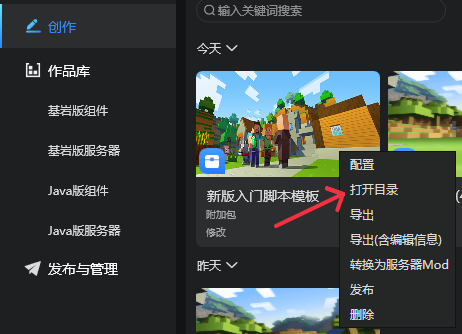 创作
作品库
基岩版组件
基岩版服务器
Java版组件
Java版服务器
发布与管理
输入关键词搜索
今天
新版入门脚本模板
附加包
修改
昨天
配置
打开目录
导出
导出(含编辑信息)
转换为服务器Mod
发布
删除